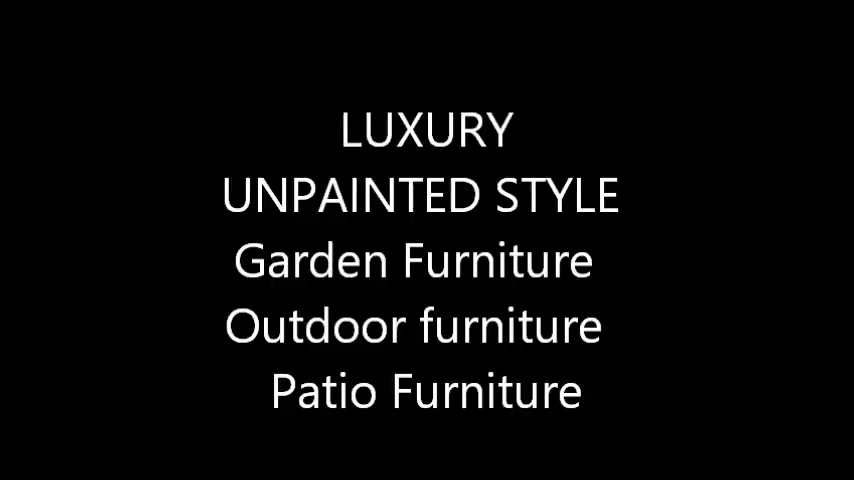 LUXURY
UNPAINTED STYLE
Garden Furniture
Outdoor furniture
Patio Furniture